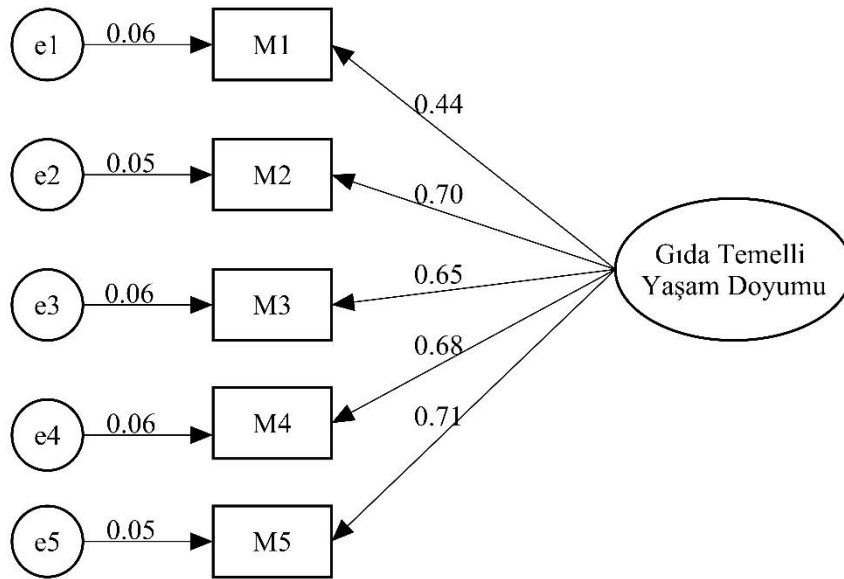 e1 0.06 M1
0.44
e2 0.05 M2
0.70
e3 0.06 M3
0.65
Gıda Temelli
Yaşam Doyumu
e4 0.06 M4
0.68
e5 0.05 M5
0.71